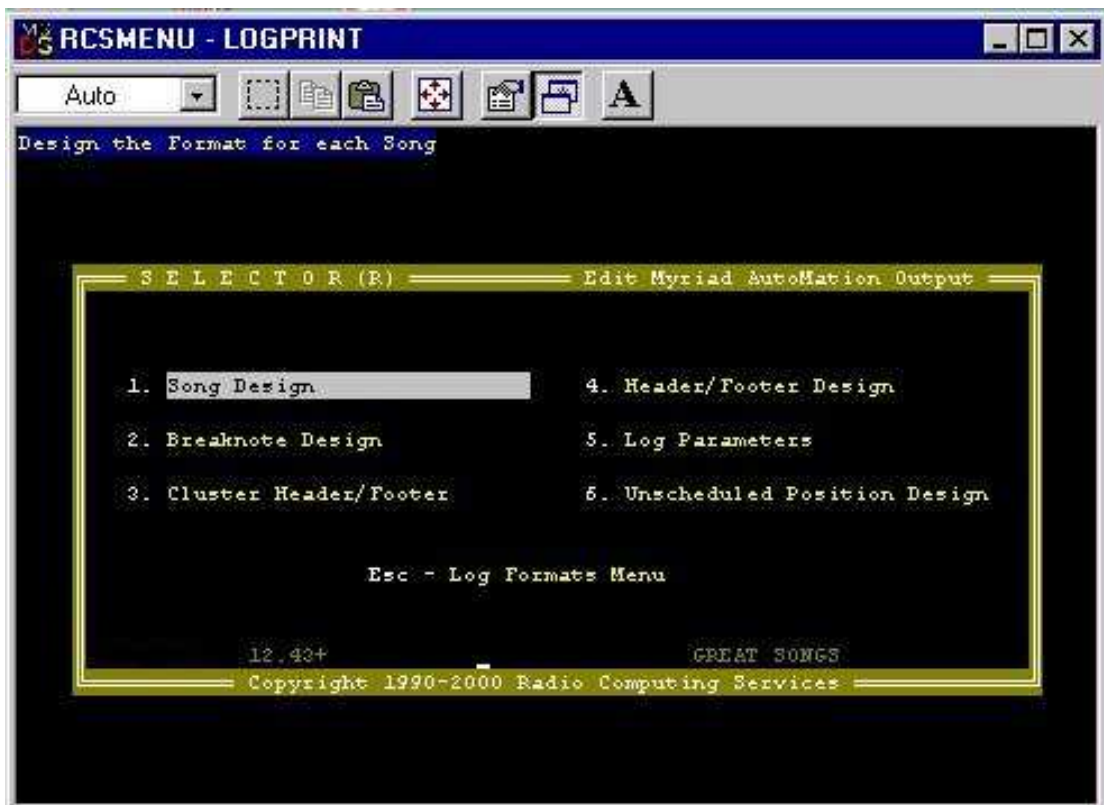 RCSMENU - LOGPRINT
Auto
A
Design the Format for each Song
S E L E C T O R (R) Edit Myriad AutoMation Output
1. Song Design
4. Header/Footer Design
2. Breaknote Design
5. Log Parameters
3. Cluster Header/Footer
6. Unscheduled Position Design
Esc - Log Formats Menu
12.43+
GREAT SONGS
Copyright 1990-2000 Radio Computing Services